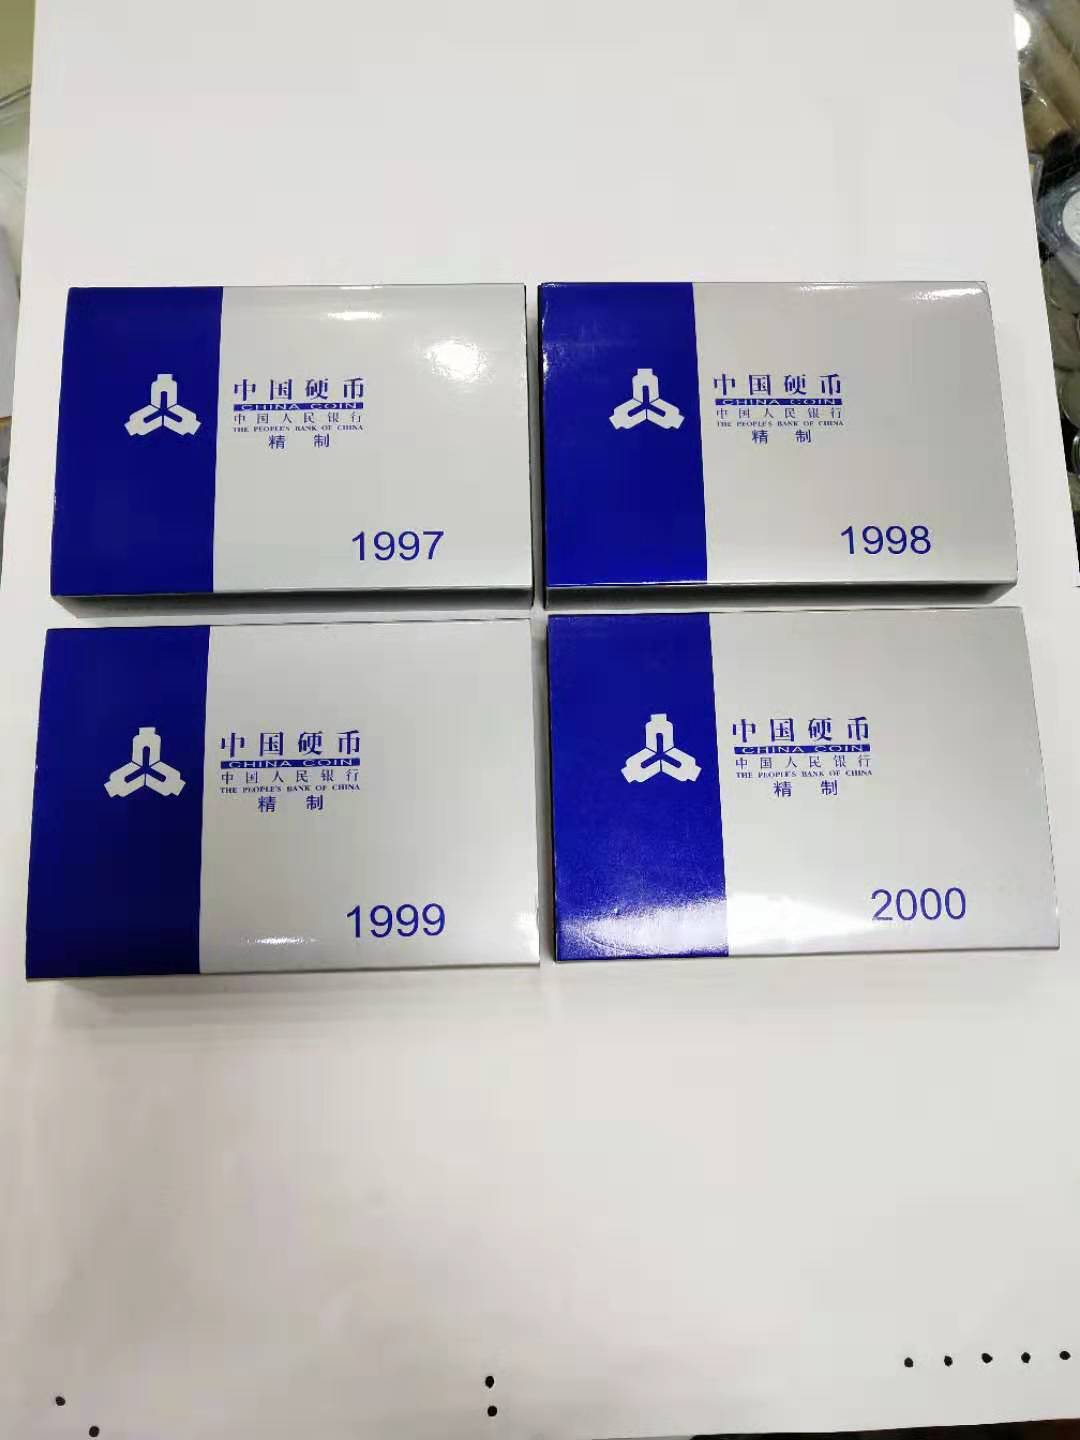 中国硬币
CHINA COIN
中国人民银行
THE PEOPLE'S BANK OF CHINA
精 制
1997
中国硬币
CHINA COIN
中国人民银行
THE PEOPLE'S BANK OF CHINA
精 制
1998
中国硬币
CHINA COIN
中国人民银行
THE PEOPLE'S BANK OF CHINA
精 制
1999
中国硬币
CHINA COIN
中国人民银行
THE PEOPLE'S BANK OF CHINA
精 制
2000